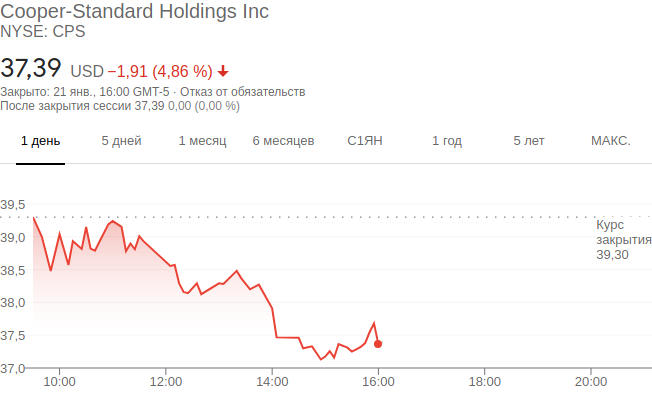 Cooper-Standard Holdings Inc
NYSE: CPS
37,39 USD −1,91 (4,86 %)
Закрыто: 21 янв., 16:00 GMT-5 · Отказ от обязательств
После закрытия сессии 37,39 0,00 (0,00 %)
1 день 5 дней 1 месяц 6 месяцев С1ЯН 1 год 5 лет МАКС.
39,5
Курс
закрытия
39,30
39,0
38,5
38,0
37,5
37,0
10:00 12:00 14:00 16:00 18:00 20:00